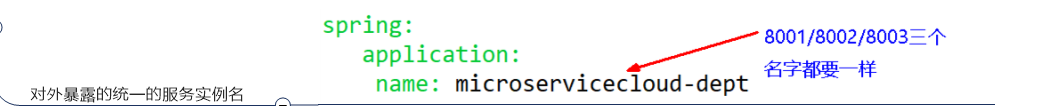 spring:
application:
name: microservicecloud-dept
8001/8002/8003三个
名字都要一样
对外暴露的统一的服务实例名